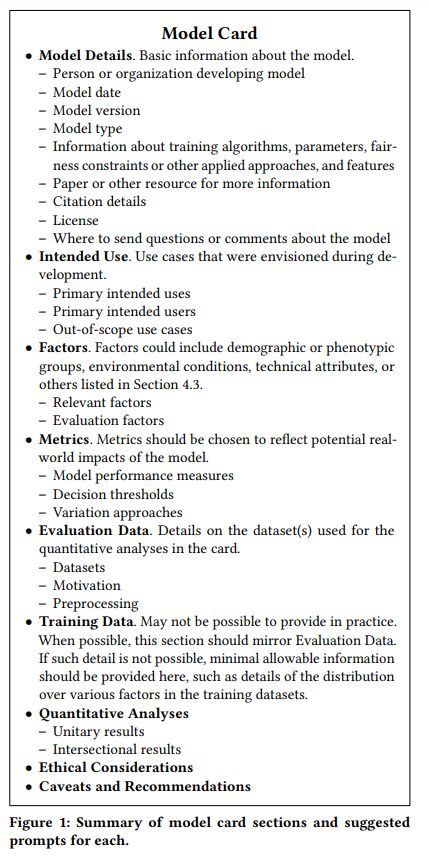 Model Card
• Model Details. Basic information about the model.
– Person or organization developing model
– Model date
– Model version
– Model type
– Information about training algorithms, parameters, fair-
ness constraints or other applied approaches, and features
– Paper or other resource for more information
– Citation details
– License
– Where to send questions or comments about the model
• Intended Use. Use cases that were envisioned during de-
velopment.
– Primary intended uses
– Primary intended users
– Out-of-scope use cases
• Factors. Factors could include demographic or phenotypic
groups, environmental conditions, technical attributes, or
others listed in Section 4.3.
– Relevant factors
– Evaluation factors
• Metrics. Metrics should be chosen to reflect potential real-
world impacts of the model.
– Model performance measures
– Decision thresholds
– Variation approaches
• Evaluation Data. Details on the dataset(s) used for the
quantitative analyses in the card.
– Datasets
– Motivation
– Preprocessing
• Training Data. May not be possible to provide in practice.
When possible, this section should mirror Evaluation Data.
If such detail is not possible, minimal allowable information
should be provided here, such as details of the distribution
over various factors in the training datasets.
• Quantitative Analyses
– Unitary results
– Intersectional results
• Ethical Considerations
• Caveats and Recommendations
Figure 1: Summary of model card sections and suggested
prompts for each.